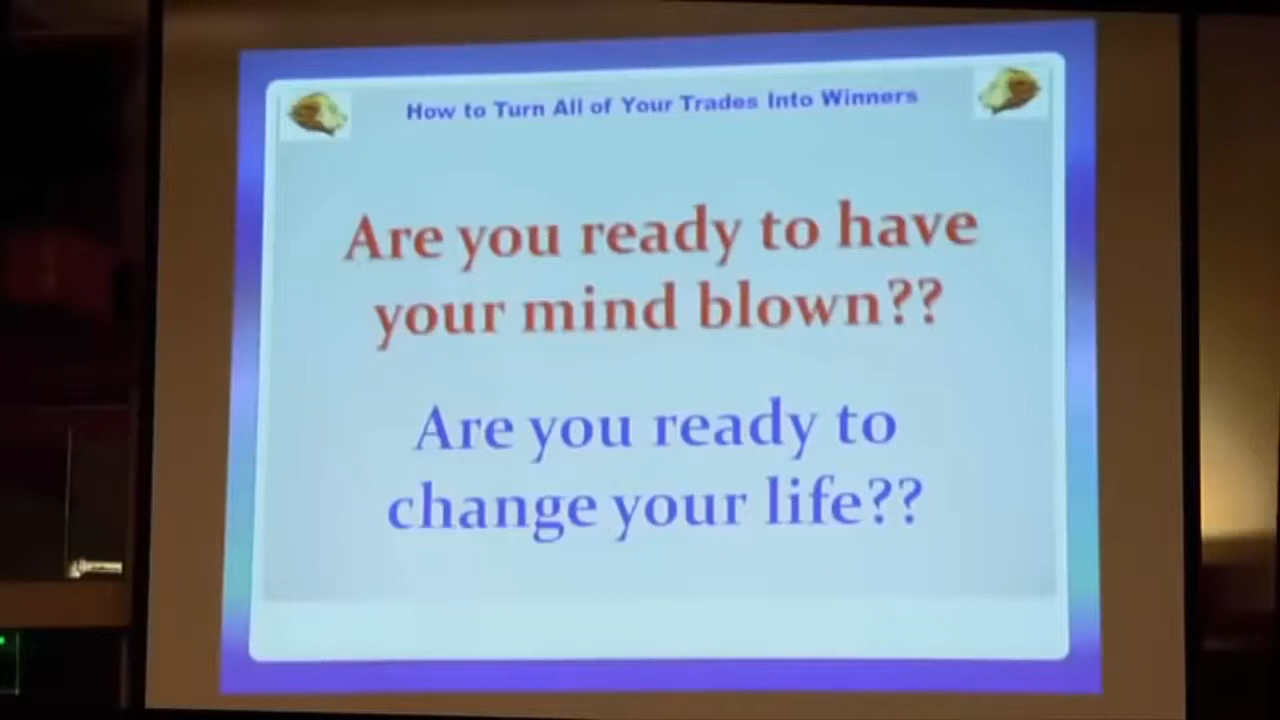 How to Turn All of Your Trades Into Winners
Are you ready to have
your mind blown??
Are you ready to
change your life??